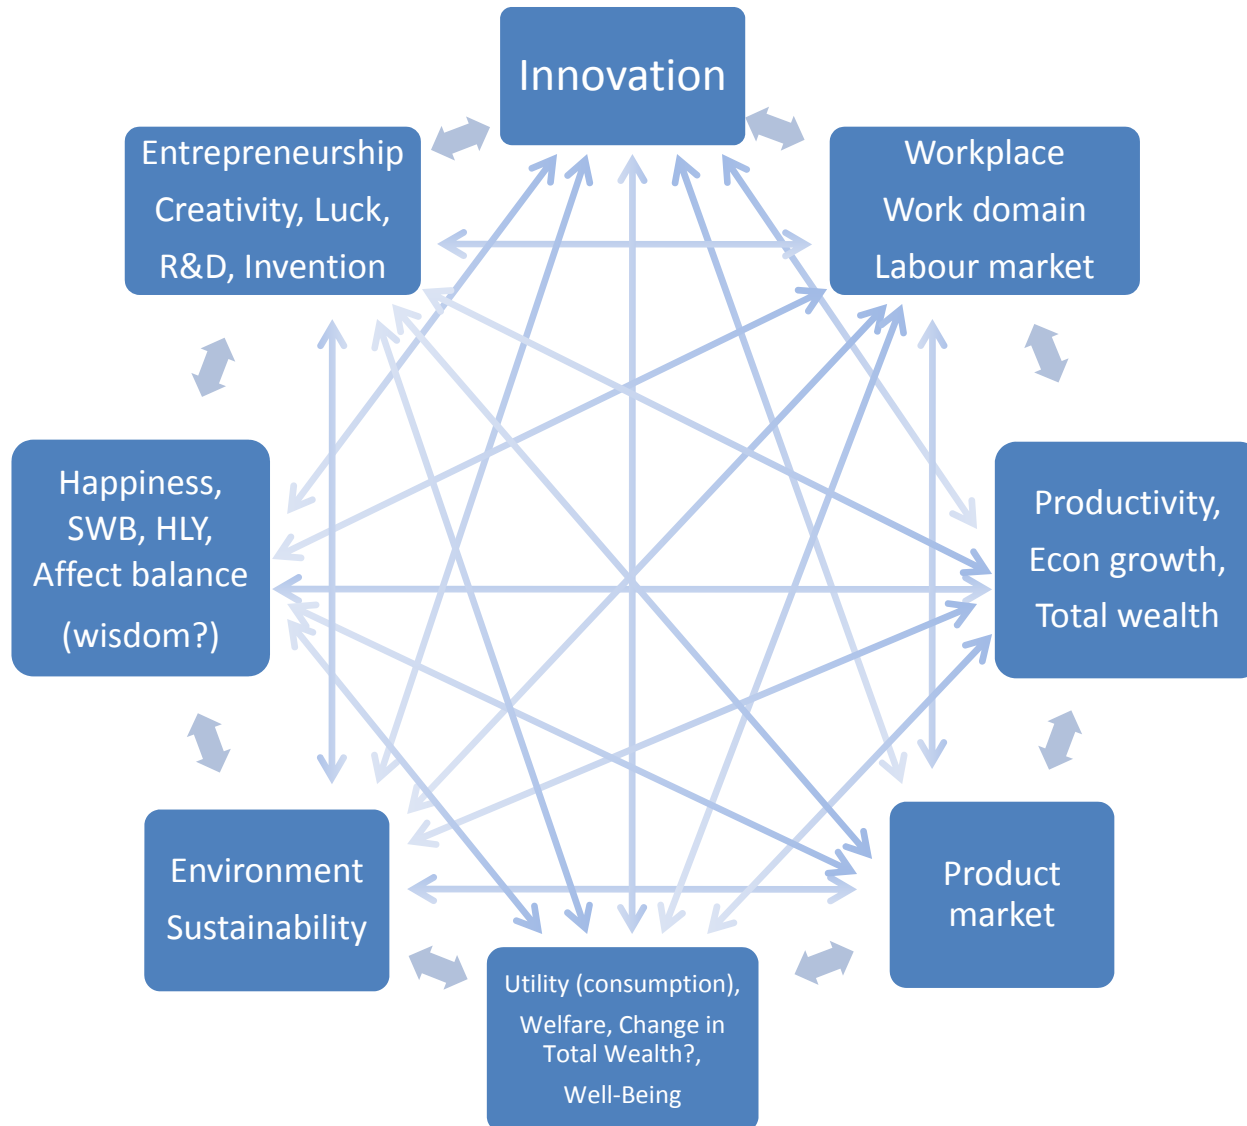 Innovation
Entrepreneurship
Creativity, Luck,
R&D, Invention
Workplace
Work domain
Labour market
Happiness,
SWB, HLY,
Affect balance
(wisdom?)
Productivity,
Econ growth,
Total wealth
Environment
Sustainability
Product
market
Utility (consumption),
Welfare, Change in
Total Wealth?,
Well-Being